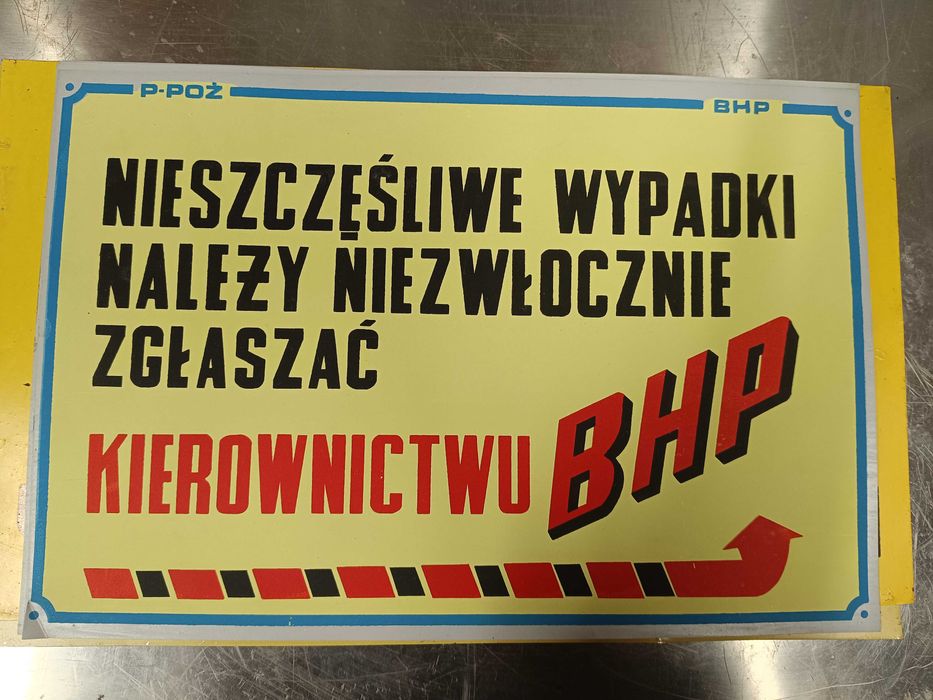 P-POŻ BHP
NIESZCZĘŚLIWE WYPADKI
NALEŻY NIEZWŁOCZNIE
ZGŁASZAĆ
KIEROWNICTWU BHP